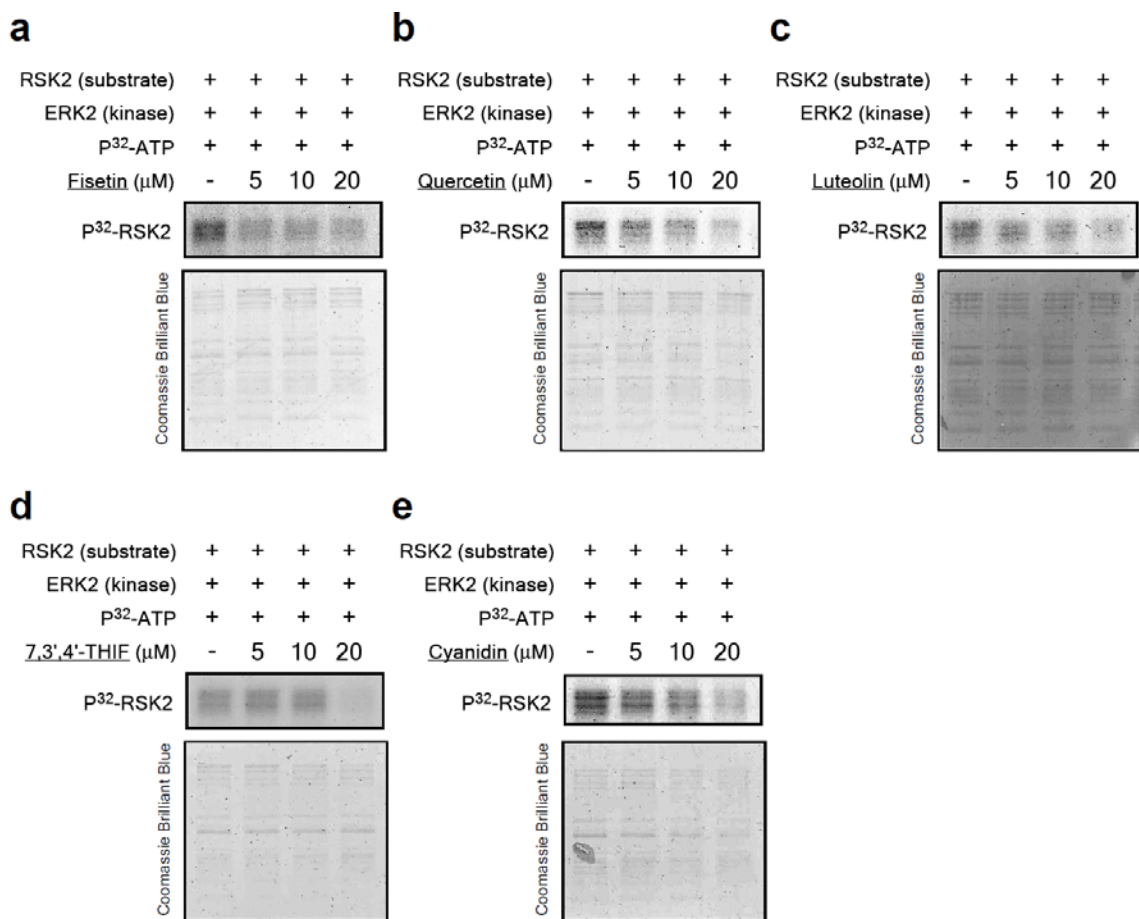 a
RSK2 (substrate) + + + +
ERK2 (kinase) + + + +
P32-ATP + + + +
Fisetin (μM) - 5 10 20
P32-RSK2
Coomassie Brilliant Blue
b
RSK2 (substrate) + + + +
ERK2 (kinase) + + + +
P32-ATP + + + +
Quercetin (μM) - 5 10 20
P32-RSK2
Coomassie Brilliant Blue
c
RSK2 (substrate) + + + +
ERK2 (kinase) + + + +
P32-ATP + + + +
Luteolin (μM) - 5 10 20
P32-RSK2
Coomassie Brilliant Blue
d
RSK2 (substrate) + + + +
ERK2 (kinase) + + + +
P32-ATP + + + +
7,3',4'-THIF (μM) - 5 10 20
P32-RSK2
Coomassie Brilliant Blue
e
RSK2 (substrate) + + + +
ERK2 (kinase) + + + +
P32-ATP + + + +
Cyanidin (μM) - 5 10 20
P32-RSK2
Coomassie Brilliant Blue